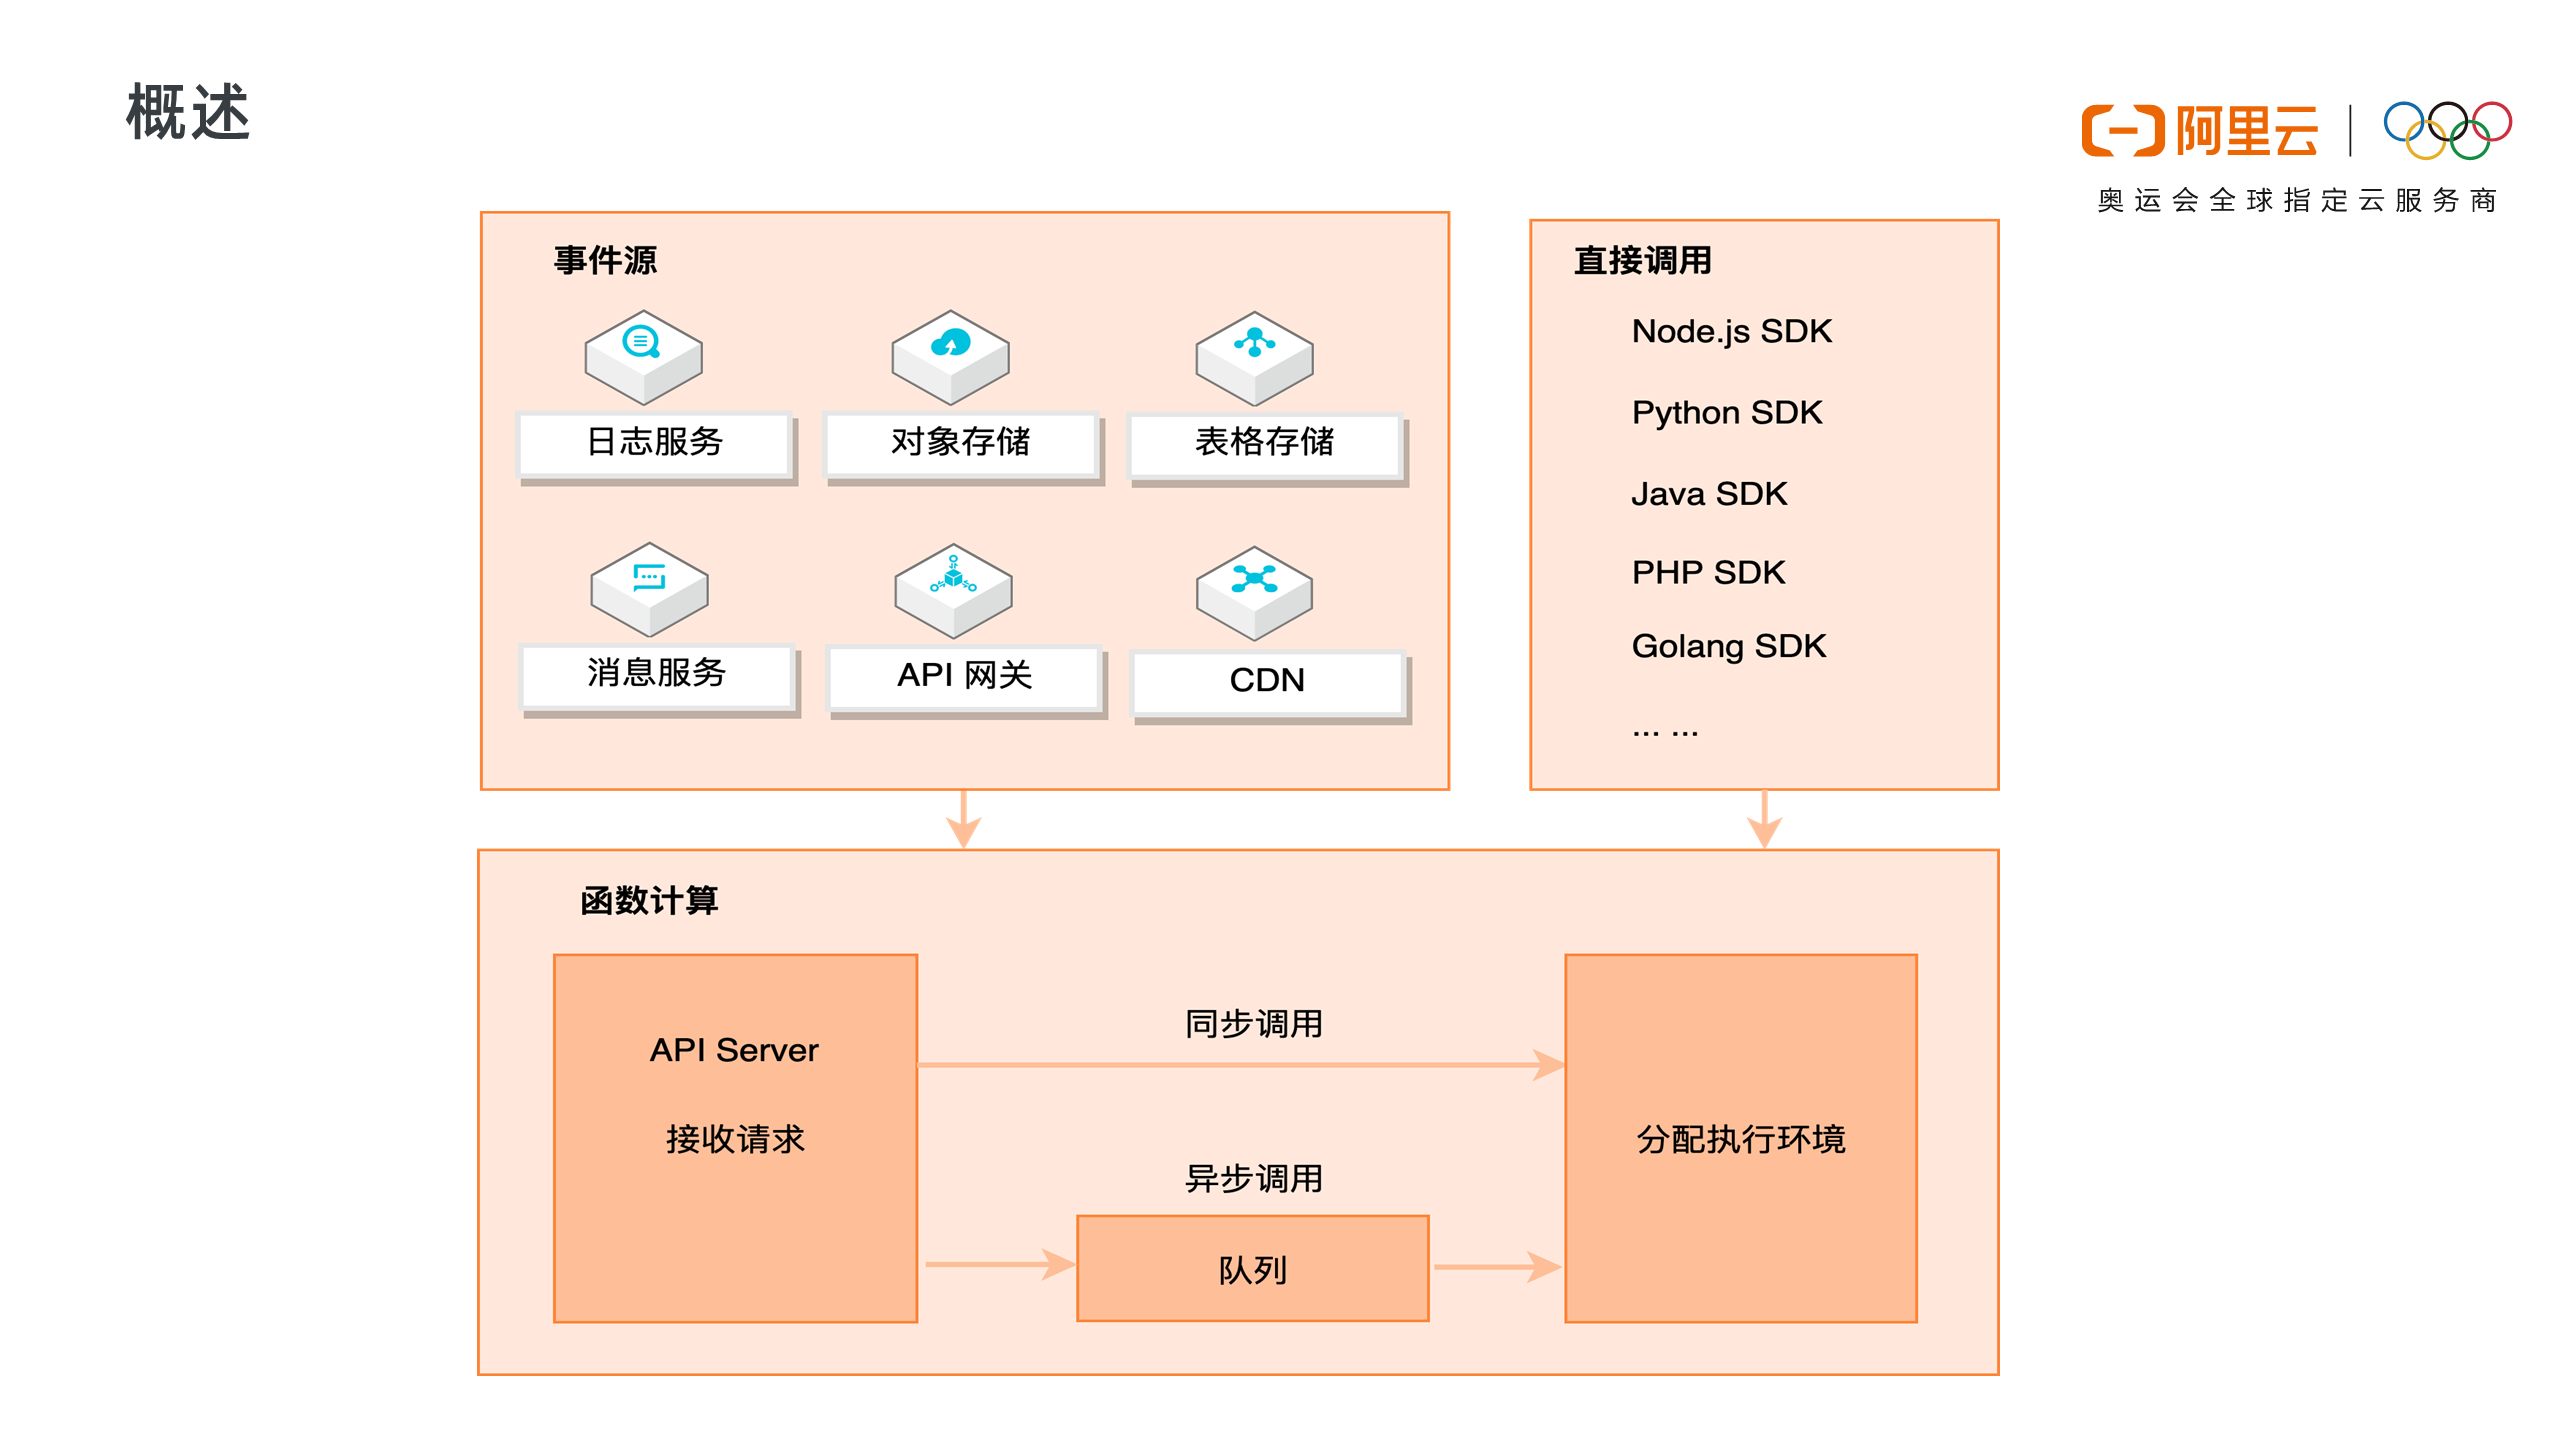 概述
阿里云
奥运会全球指定云服务商
事件源
日志服务
对象存储
表格存储
消息服务
API 网关
CDN
直接调用
Node.js SDK
Python SDK
Java SDK
PHP SDK
Golang SDK
... ...
函数计算
API Server
接收请求
同步调用
异步调用
队列
分配执行环境